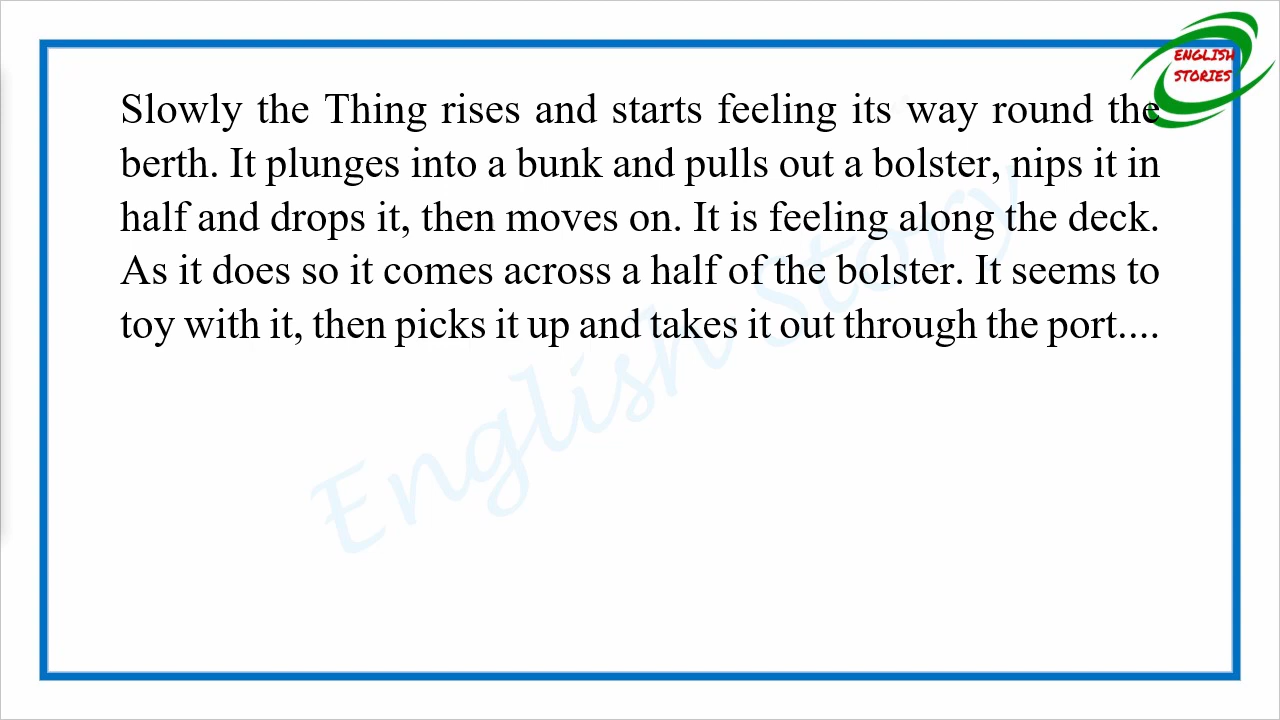 ENGLISH
STORIES
Slowly the Thing rises and starts feeling its way round the
berth. It plunges into a bunk and pulls out a bolster, nips it in
half and drops it, then moves on. It is feeling along the deck.
As it does so it comes across a half of the bolster. It seems to
toy with it, then picks it up and takes it out through the port....
English Story